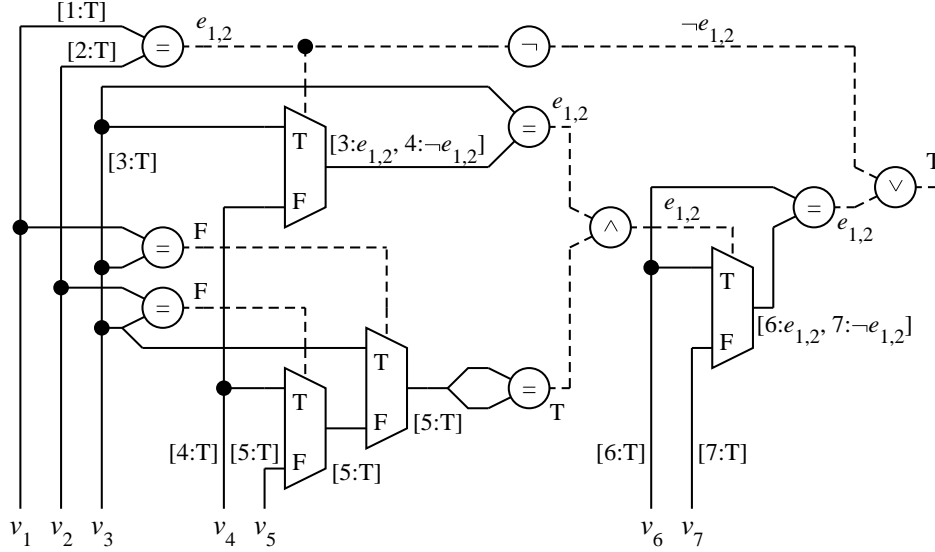 [1:T]
e1,2
[2:T]
=
¬
¬e1,2
e1,2
T
=
[3:T]
[3:e1,2, 4:¬e1,2]
T
F
∨
=
e1,2
F
=
∧
e1,2
F
=
T
[6:e1,2, 7:¬e1,2]
F
T
T
=
F
F
T
[4:T]
[5:T]
[5:T]
[5:T]
[6:T]
[7:T]
v1
v2
v3
v4
v5
v6
v7